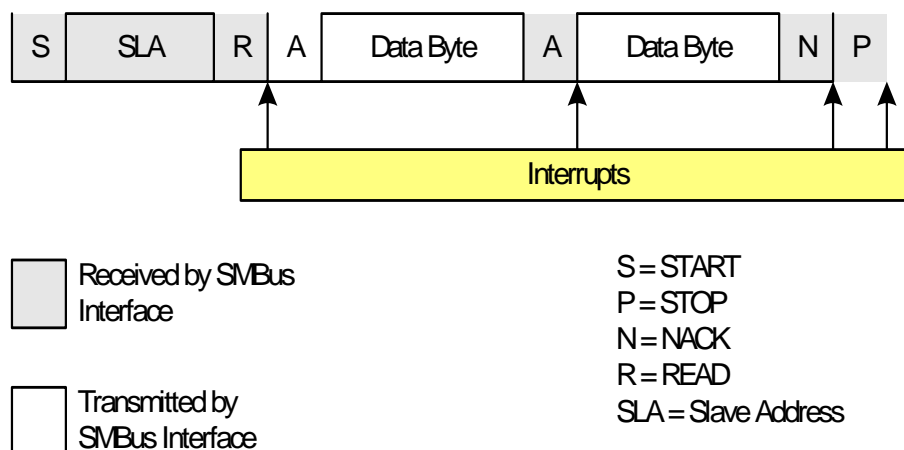 S SLA R A Data Byte A Data Byte N P
Interrupts
Received by SMBus
Interface
Transmitted by
SMBus Interface
S = START
P = STOP
N = NACK
R = READ
SLA = Slave Address